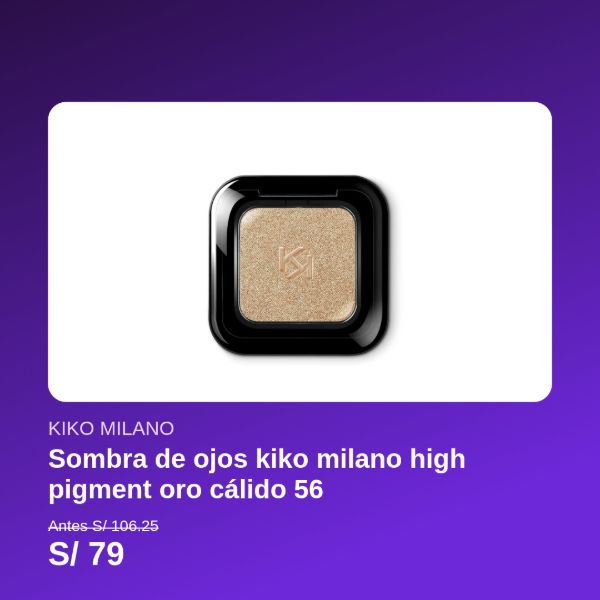 KIKO MILANO
Sombra de ojos kiko milano high
pigment oro cálido 56
Antes S/ 106.25
S/ 79